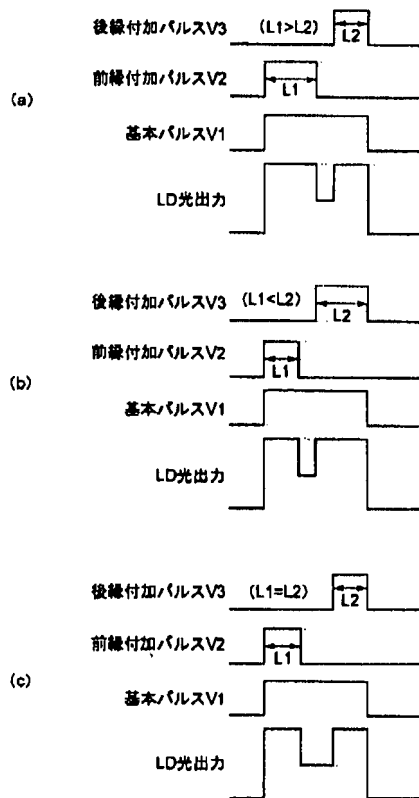 後縁付加パルスV3 (L1>L2) L2
前縁付加パルスV2 L1
(a)
基本パルスV1
LD光出力
後縁付加パルスV3 (L1<L2) L2
前縁付加パルスV2 L1
(b)
基本パルスV1
LD光出力
後縁付加パルスV3 (L1=L2) L2
前縁付加パルスV2 L1
(c)
基本パルスV1
LD光出力